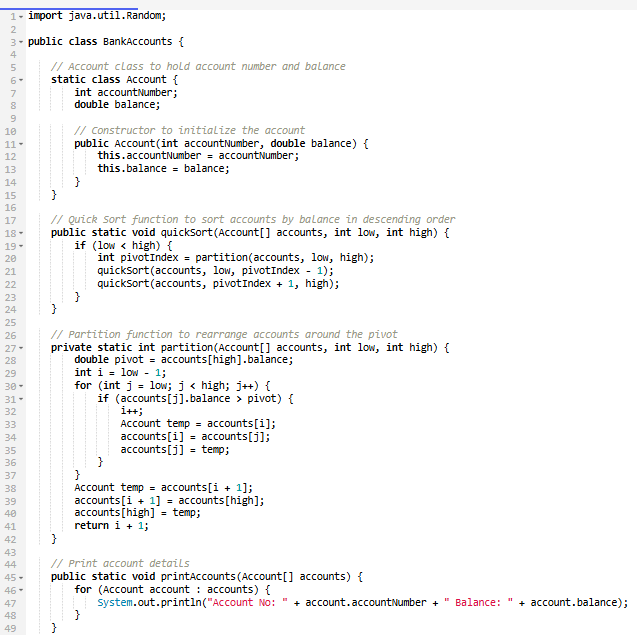 1 import java.util.Random;
2
3 public class BankAccounts {
4
5     // Account class to hold account number and balance
6     static class Account {
7         int accountNumber;
8         double balance;
9
10         // Constructor to initialize the account
11         public Account(int accountNumber, double balance) {
12             this.accountNumber = accountNumber;
13             this.balance = balance;
14         }
15     }
16
17     // Quick Sort function to sort accounts by balance in descending order
18     public static void quickSort(Account[] accounts, int low, int high) {
19         if (low < high) {
20             int pivotIndex = partition(accounts, low, high);
21             quickSort(accounts, low, pivotIndex - 1);
22             quickSort(accounts, pivotIndex + 1, high);
23         }
24     }
25
26     // Partition function to rearrange accounts around the pivot
27     private static int partition(Account[] accounts, int low, int high) {
28         double pivot = accounts[high].balance;
29         int i = low - 1;
30         for (int j = low; j < high; j++) {
31             if (accounts[j].balance > pivot) {
32                 i++;
33                 Account temp = accounts[i];
34                 accounts[i] = accounts[j];
35                 accounts[j] = temp;
36             }
37         }
38         Account temp = accounts[i + 1];
39         accounts[i + 1] = accounts[high];
40         accounts[high] = temp;
41         return i + 1;
42     }
43
44     // Print account details
45     public static void printAccounts(Account[] accounts) {
46         for (Account account : accounts) {
47             System.out.println("Account No: " + account.accountNumber + " Balance: " + account.balance);
48         }
49     }